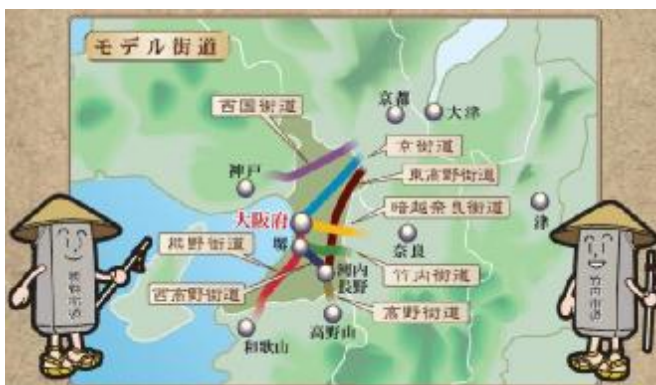 モデル街道
西国街道
京都
大津
京街道
神戸
東高野街道
大阪府
暗越奈良街道
津
熊野街道
堺
奈良
河内
長野
竹内街道
西高野街道
高野街道
和歌山
高野山